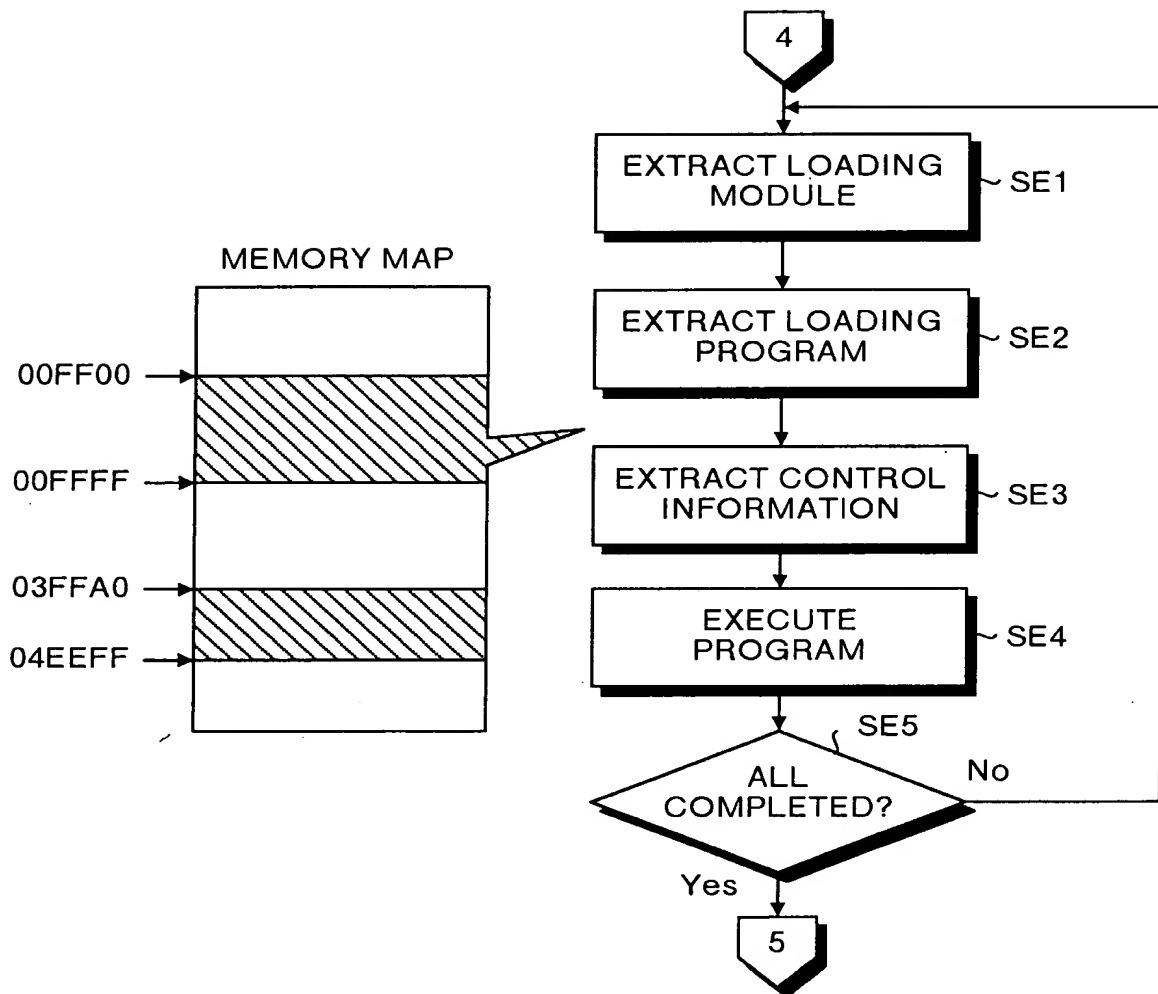 4
EXTRACT LOADING
MODULE
SE1
MEMORY MAP
EXTRACT LOADING
PROGRAM
SE2
00FF00
00FFFF
EXTRACT CONTROL
INFORMATION
SE3
03FFA0
04EEFF
EXECUTE
PROGRAM
SE4
SE5
ALL
COMPLETED?
No
Yes
5